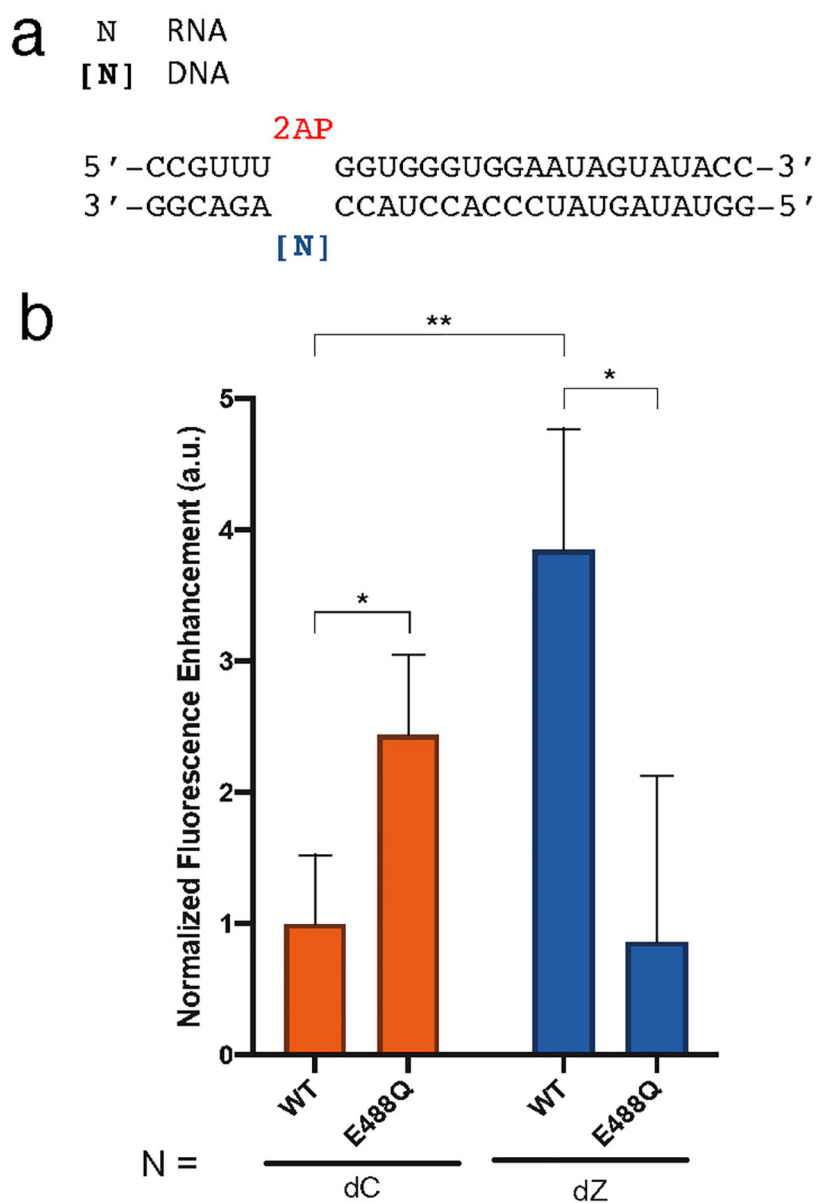 a
N RNA
[N] DNA
2AP
5′-CCGUUU GGUGGGUGGAAUAGUAUACC-3′
3′-GGCAGA CCAUCCACCCUAUGAUAUGG-5′
[N]
b
**
*
*
Normalized Fluorescence Enhancement (a.u.)
5
4
3
2
1
0
WT E488Q WT E488Q
N = dC dZ